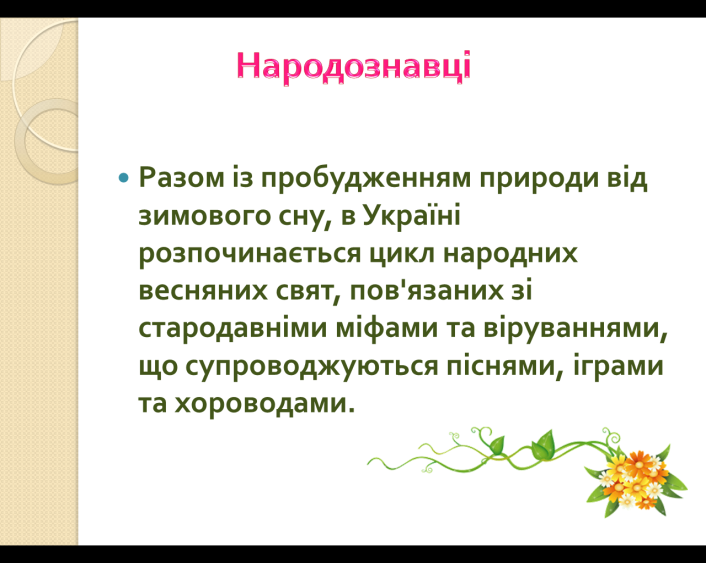 Народознавці
Разом із пробудженням природи від
зимового сну, в Україні
розпочинається цикл народних
весняних свят, пов'язаних зі
стародавніми міфами та віруваннями,
що супроводжуються піснями, іграми
та хороводами.